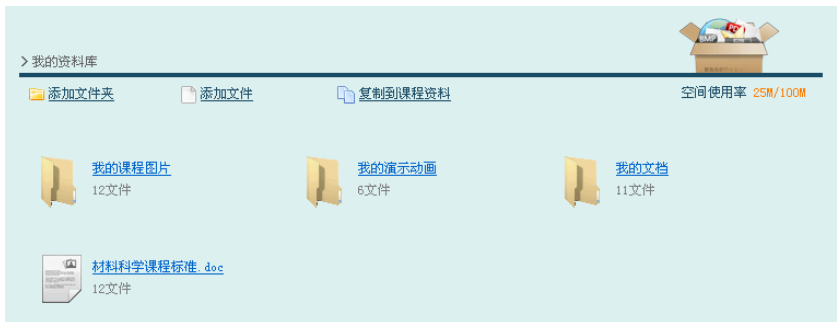 我的资料库
添加文件夹 添加文件 复制到课程资料 空间使用率 25M/100M
我的课程图片 我的演示动画 我的文档
12文件 6文件 11文件
材料科学课程标准.doc
12文件